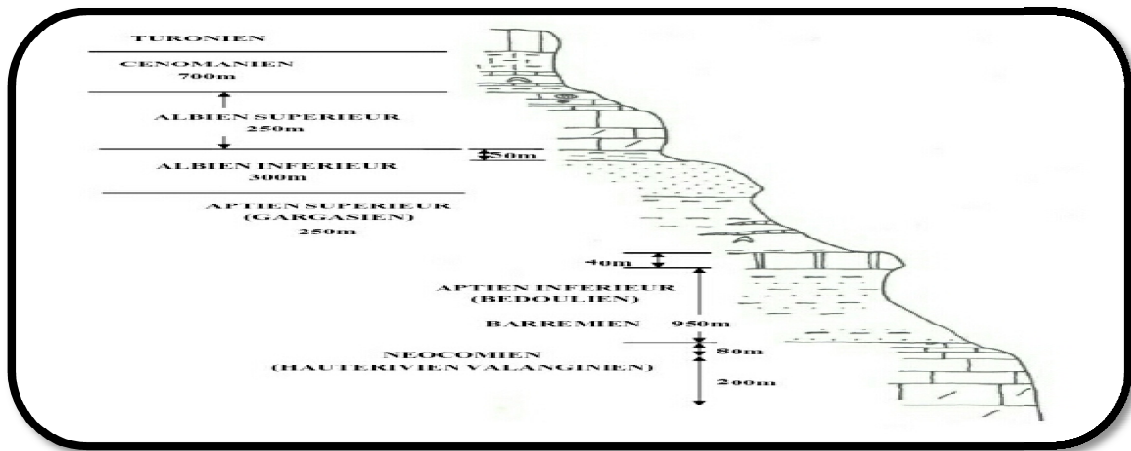 TURONIEN
CENOMANIEN
700m
ALBIEN SUPERIEUR
250m
50m
ALBIEN INFERIEUR
300m
APTIEN SUPERIEUR
(GARGASIEN)
250m
40m
APTIEN INFERIEUR
(BEDOULIEN)
BARREMIEN 950m
80m
NEOCOMIEN
(HAUTERIVIEN VALANGINIEN)
200m